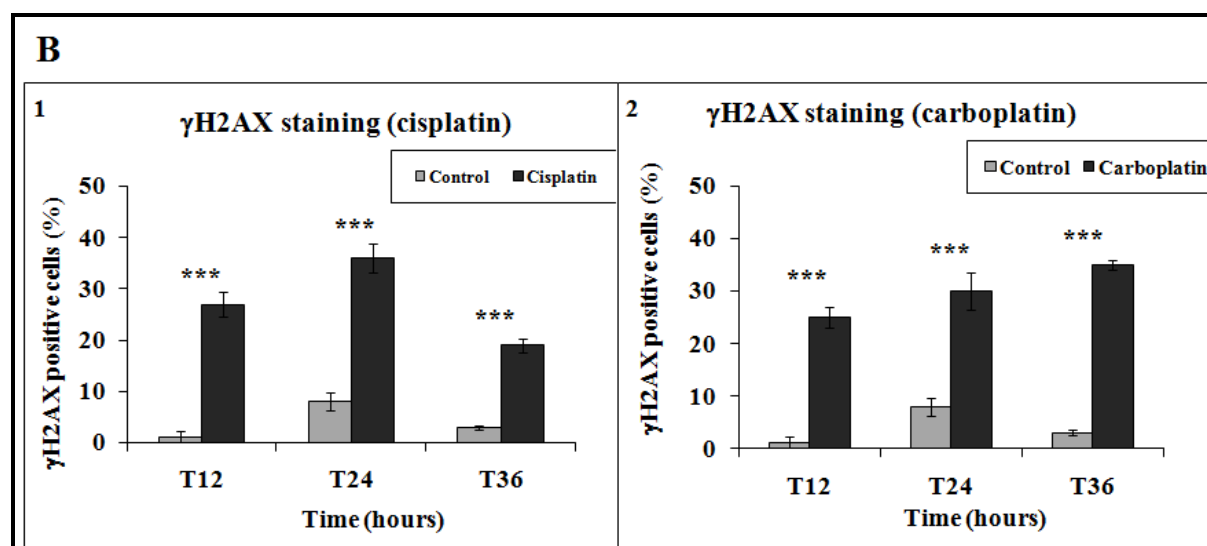 B
1
γH2AX staining (cisplatin)
Control Cisplatin
γH2AX positive cells (%)
50
40
30
20
10
0
***
***
***
T12 T24 T36
Time (hours)
2
γH2AX staining (carboplatin)
Control Carboplatin
γH2AX positive cells (%)
50
40
30
20
10
0
***
***
***
T12 T24 T36
Time (hours)